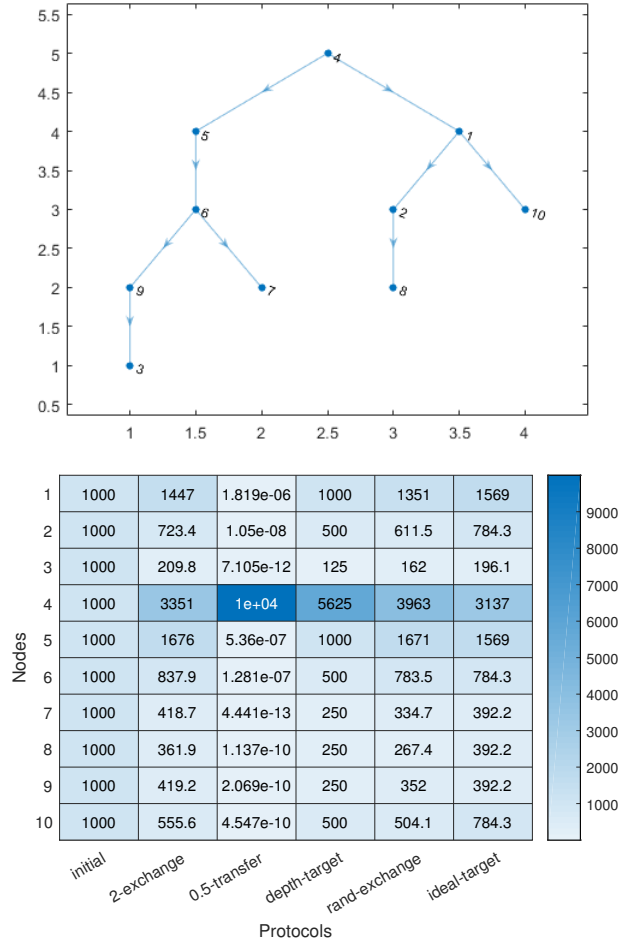 5.5
5
4.5
4
3.5
3
2.5
2
1.5
1
0.5
4
5
1
6
2
10
9
7
8
3
1 1.5 2 2.5 3 3.5 4
1 1000 1447 1.819e-06 1000 1351 1569
2 1000 723.4 1.05e-08 500 611.5 784.3
3 1000 209.8 7.105e-12 125 162 196.1
4 1000 3351 1e+04 5625 3963 3137
5 1000 1676 5.36e-07 1000 1671 1569
6 1000 837.9 1.281e-07 500 783.5 784.3
7 1000 418.7 4.441e-13 250 334.7 392.2
8 1000 361.9 1.137e-10 250 267.4 392.2
9 1000 419.2 2.069e-10 250 352 392.2
10 1000 555.6 4.547e-10 500 504.1 784.3
Nodes
initial 2-exchange 0.5-transfer depth-target rand-exchange ideal-target
Protocols
9000
8000
7000
6000
5000
4000
3000
2000
1000